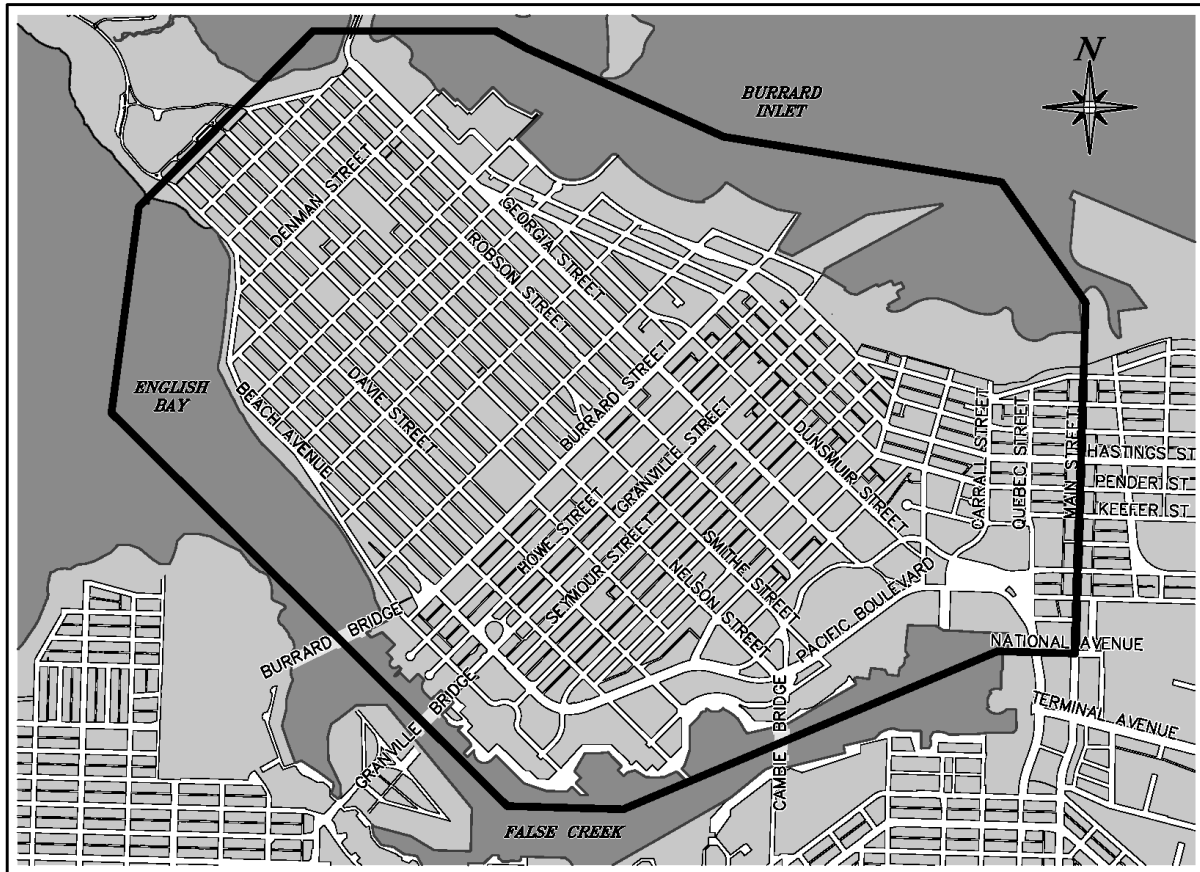 N
BURRARD
INLET
DENMAN STREET
GEORGIA STREET
ROBSON STREET
ENGLISH
BAY
BEACH AVENUE
DAVIE STREET
BURRARD STREET
GRANVILLE STREET
DUNSMUIR STREET
CARRALL STREET
QUEBEC STREET
MAIN STREET
HASTINGS ST.
PENDER ST.
KEEFER ST.
HOWE STREET
SEYMOUR STREET
SMITHE STREET
NELSON STREET
PACIFIC BOULEVARD
BURRARD BRIDGE
GRANVILLE BRIDGE
CAMBIE BRIDGE
NATIONAL AVENUE
TERMINAL AVENUE
FALSE CREEK